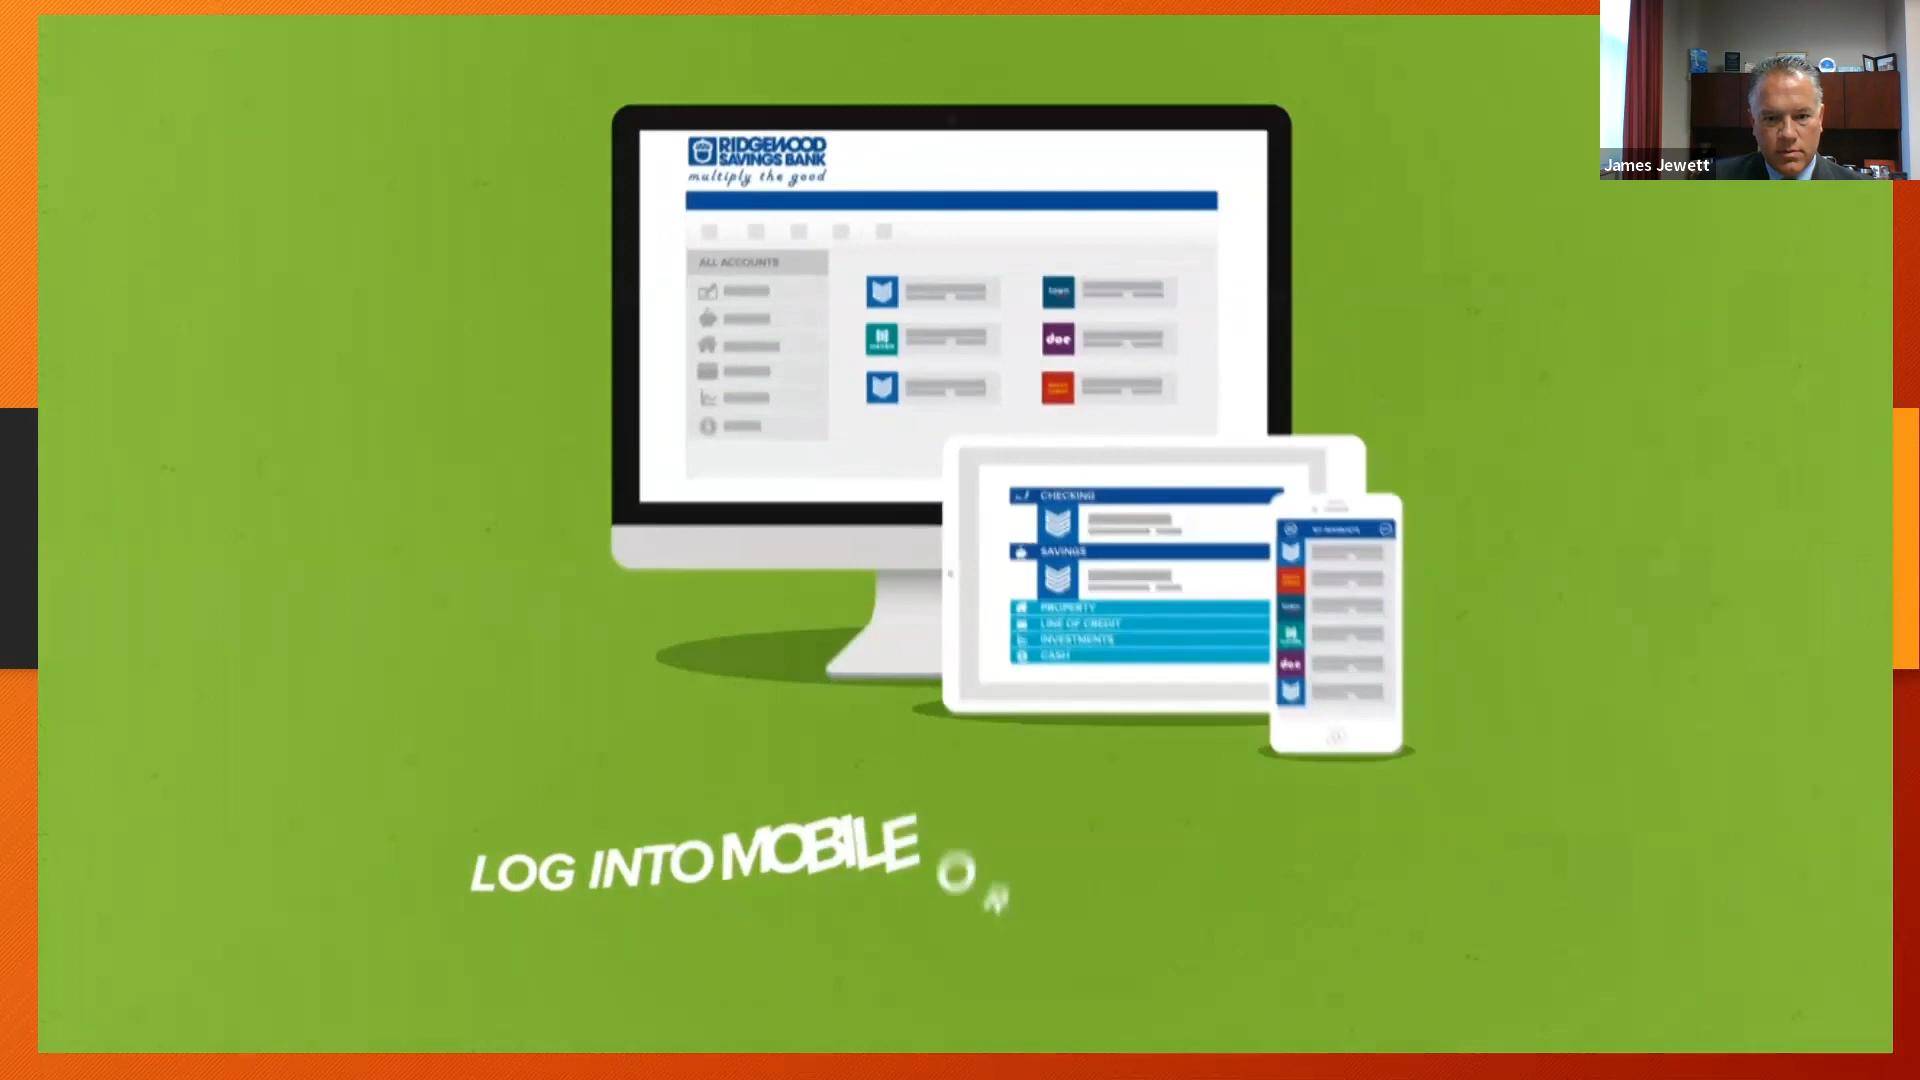 RIDGEWOOD
SAVINGS BANK
multiply the good
ALL ACCOUNTS
town
doe
CHECKING
SAVINGS
PROPERTY
LINE OF CREDIT
INVESTMENTS
CASH
doe
LOG INTO MOBILE O N
James Jewett